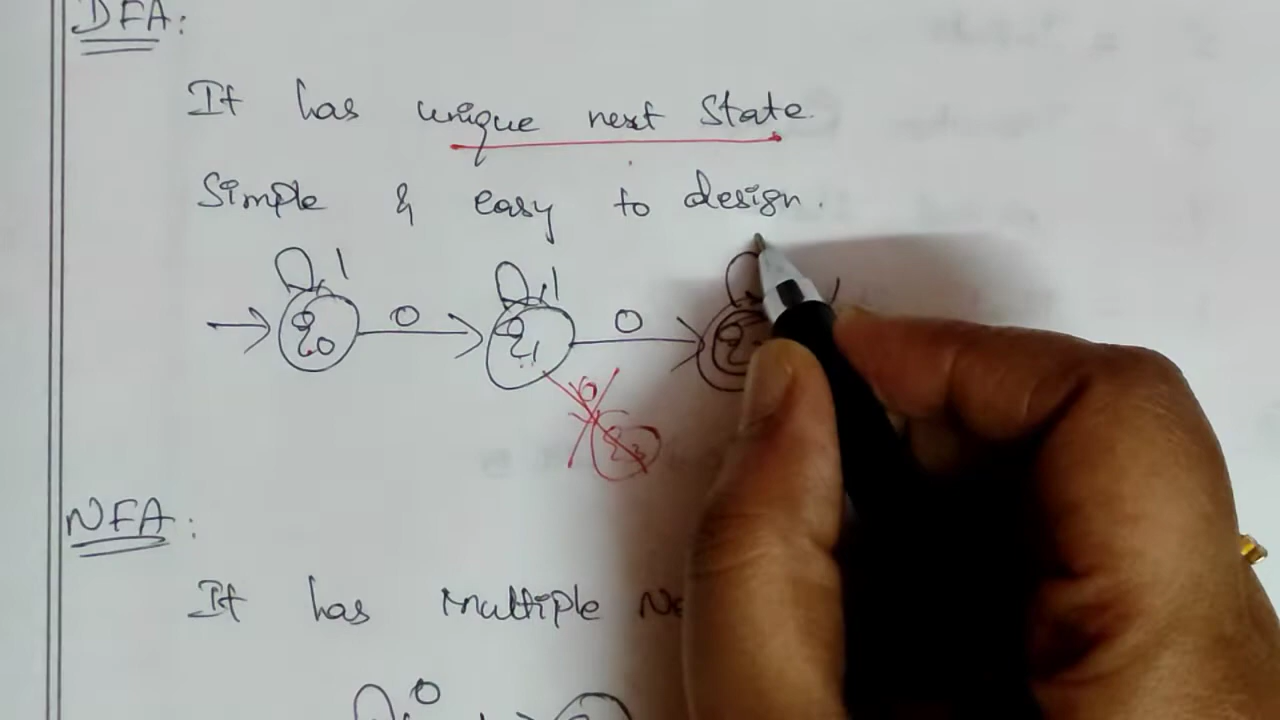 DFA:
It has unique next State.
Simple & easy to design.
1 1
0 0
q0 q1
0
q3
NFA:
It has Multiple
0